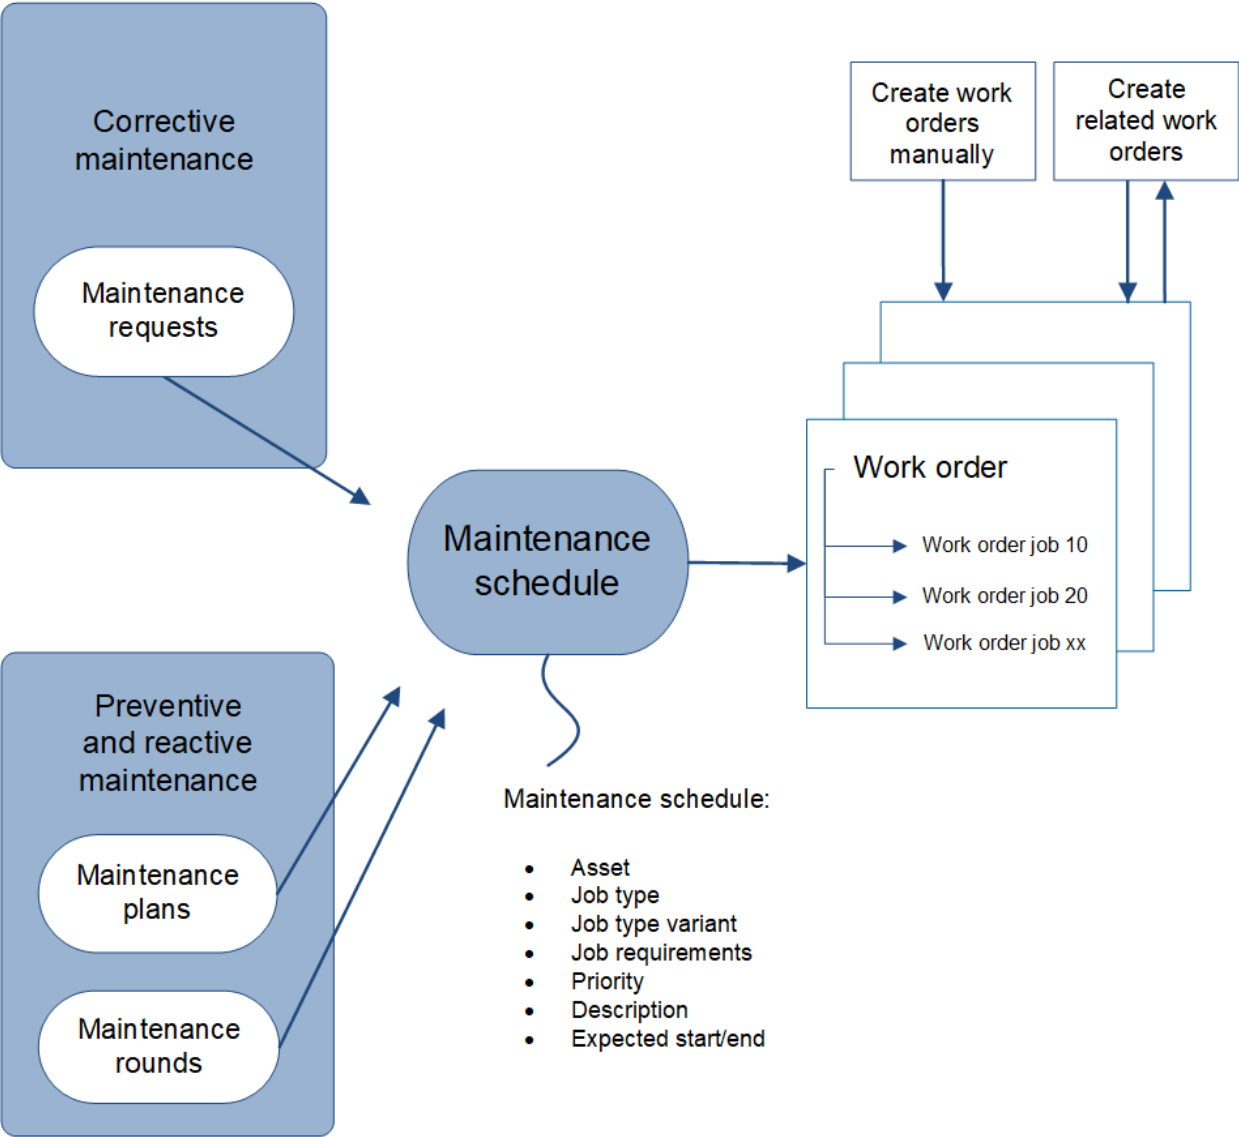 Corrective
maintenance
Maintenance
requests
Create work
orders
manually
Create
related work
orders
Maintenance
schedule
Work order
Work order job 10
Work order job 20
Work order job xx
Preventive
and reactive
maintenance
Maintenance
plans
Maintenance
rounds
Maintenance schedule:
• Asset
• Job type
• Job type variant
• Job requirements
• Priority
• Description
• Expected start/end